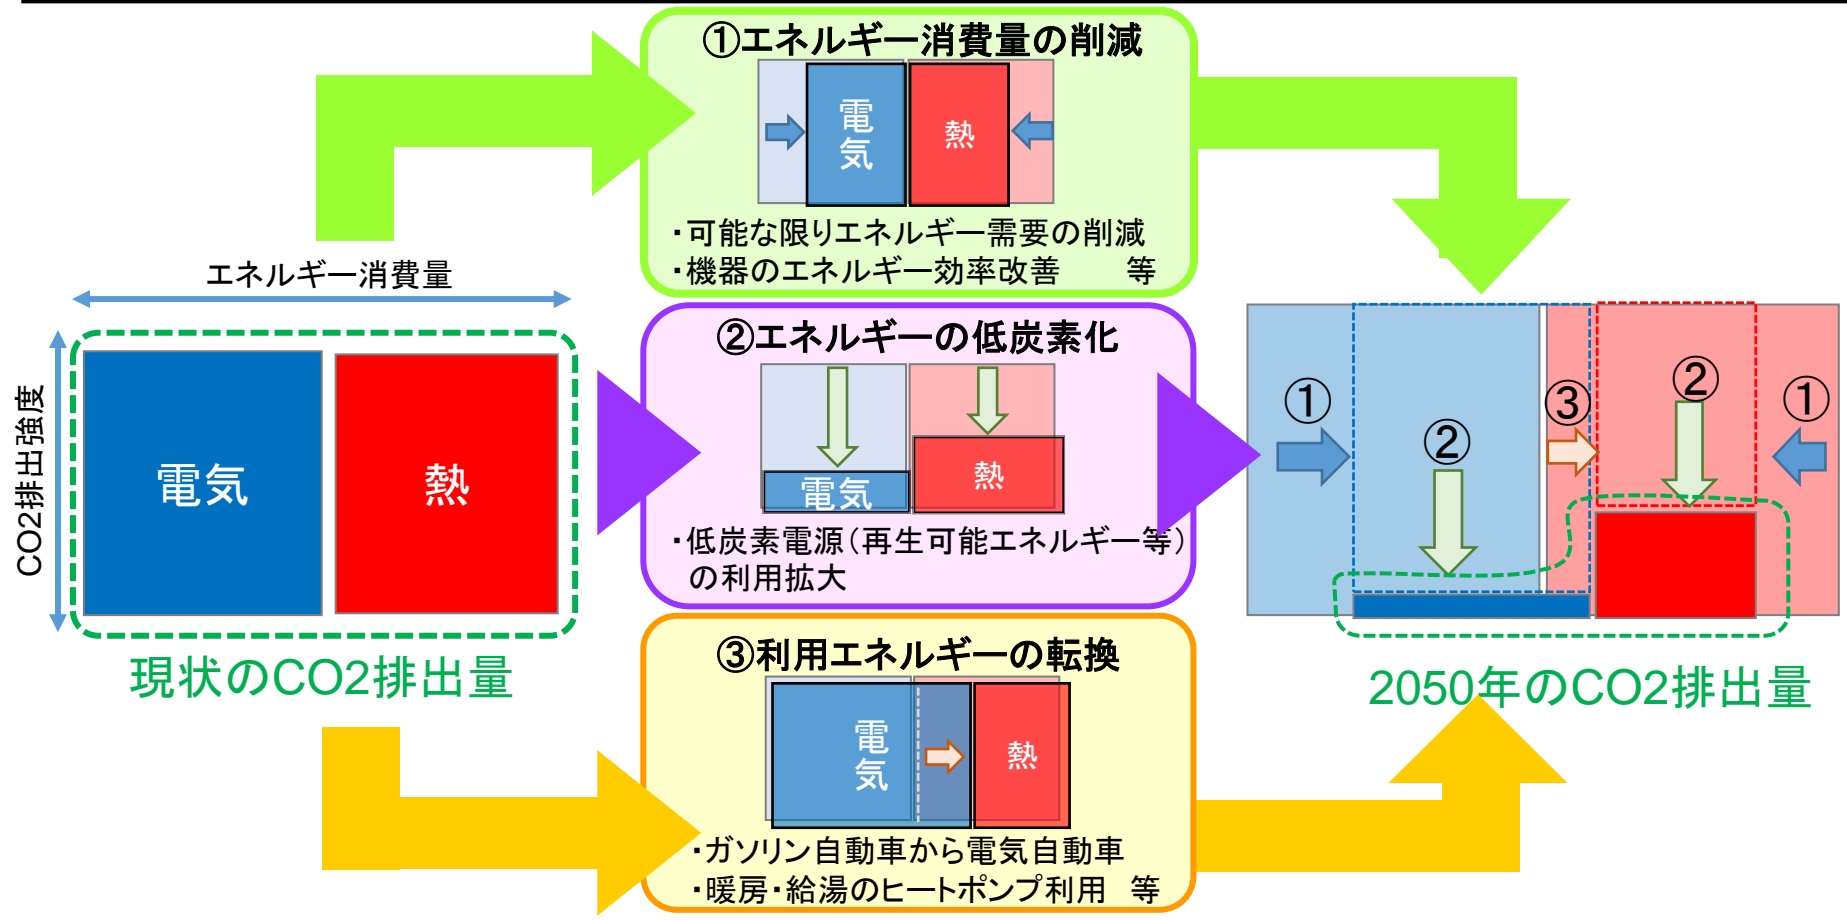 ①エネルギー消費量の削減
電気
熱
・可能な限りエネルギー需要の削減
・機器のエネルギー効率改善　　等
エネルギー消費量
CO2排出強度
電気
熱
現状のCO2排出量
②エネルギーの低炭素化
電気
熱
・低炭素電源（再生可能エネルギー等）
の利用拡大
③利用エネルギーの転換
電気
熱
・ガソリン自動車から電気自動車
・暖房・給湯のヒートポンプ利用　等
①
②
③
②
①
2050年のCO2排出量